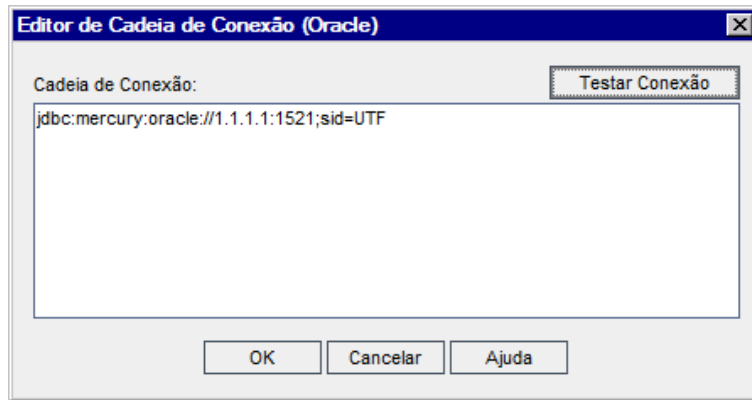 Editor de Cadeia de Conexão (Oracle)
Cadeia de Conexão:
Testar Conexão
jdbc:mercury:oracle://1.1.1.1:1521;sid=UTF
OK
Cancelar
Ajuda